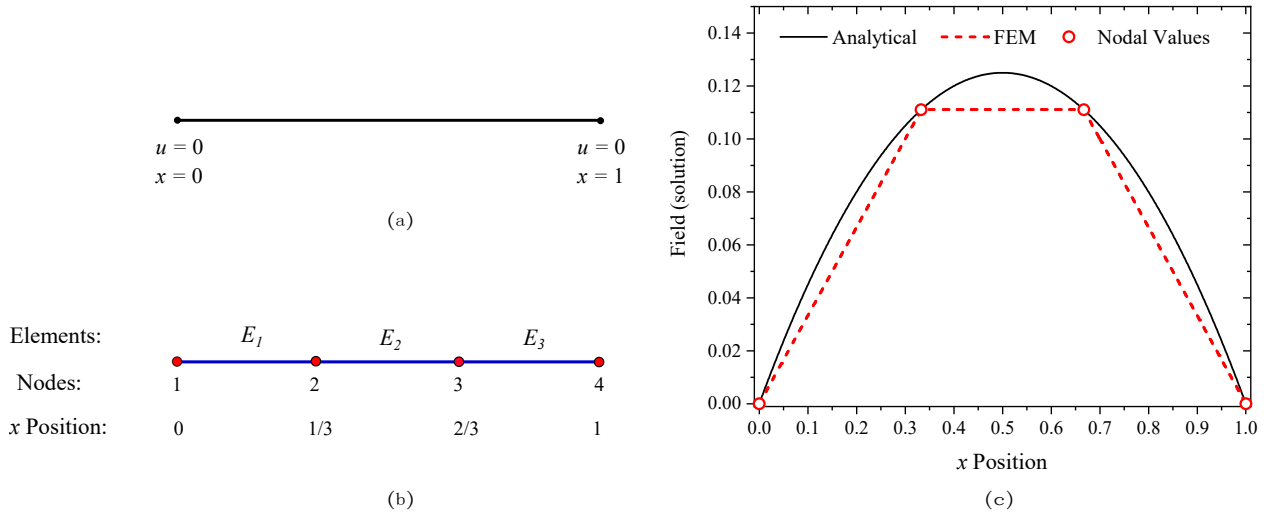 u = 0 u = 0
x = 0 x = 1
(a)
Elements: E1 E2 E3
Nodes: 1 2 3 4
x Position: 0 1/3 2/3 1
(b)
Analytical FEM Nodal Values
0.14
0.12
0.10
0.08
0.06
0.04
0.02
0.00
Field (solution)
0.0 0.1 0.2 0.3 0.4 0.5 0.6 0.7 0.8 0.9 1.0
x Position
(c)